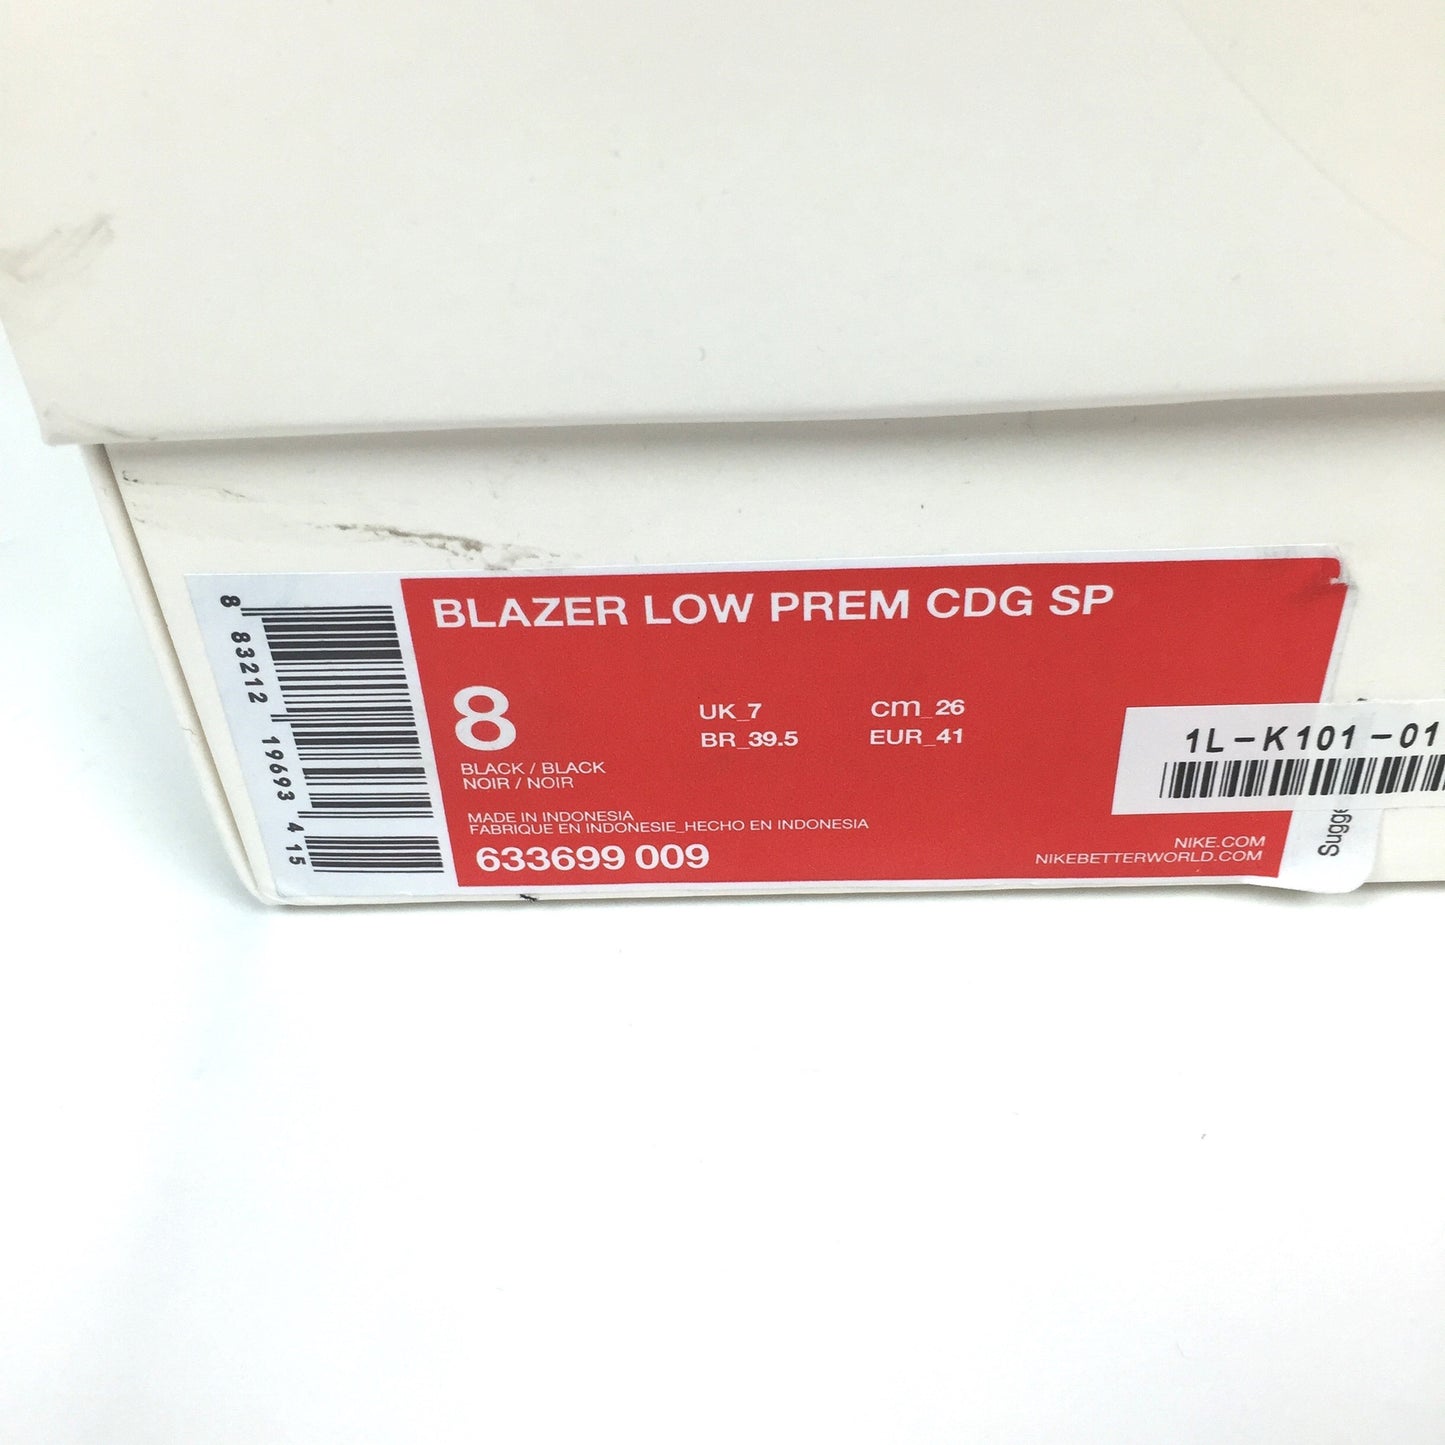 BLAZER LOW PREM CDG SP
8
UK_7
cm_26
BR_39.5
EUR_41
BLACK / BLACK
NOIR / NOIR
MADE IN INDONESIA
FABRIQUE EN INDONESIE_HECHO EN INDONESIA
633699 009
NIKE.COM
NIKEBETTERWORLD.COM
8 83212 19693 4 15
1L-K101-01